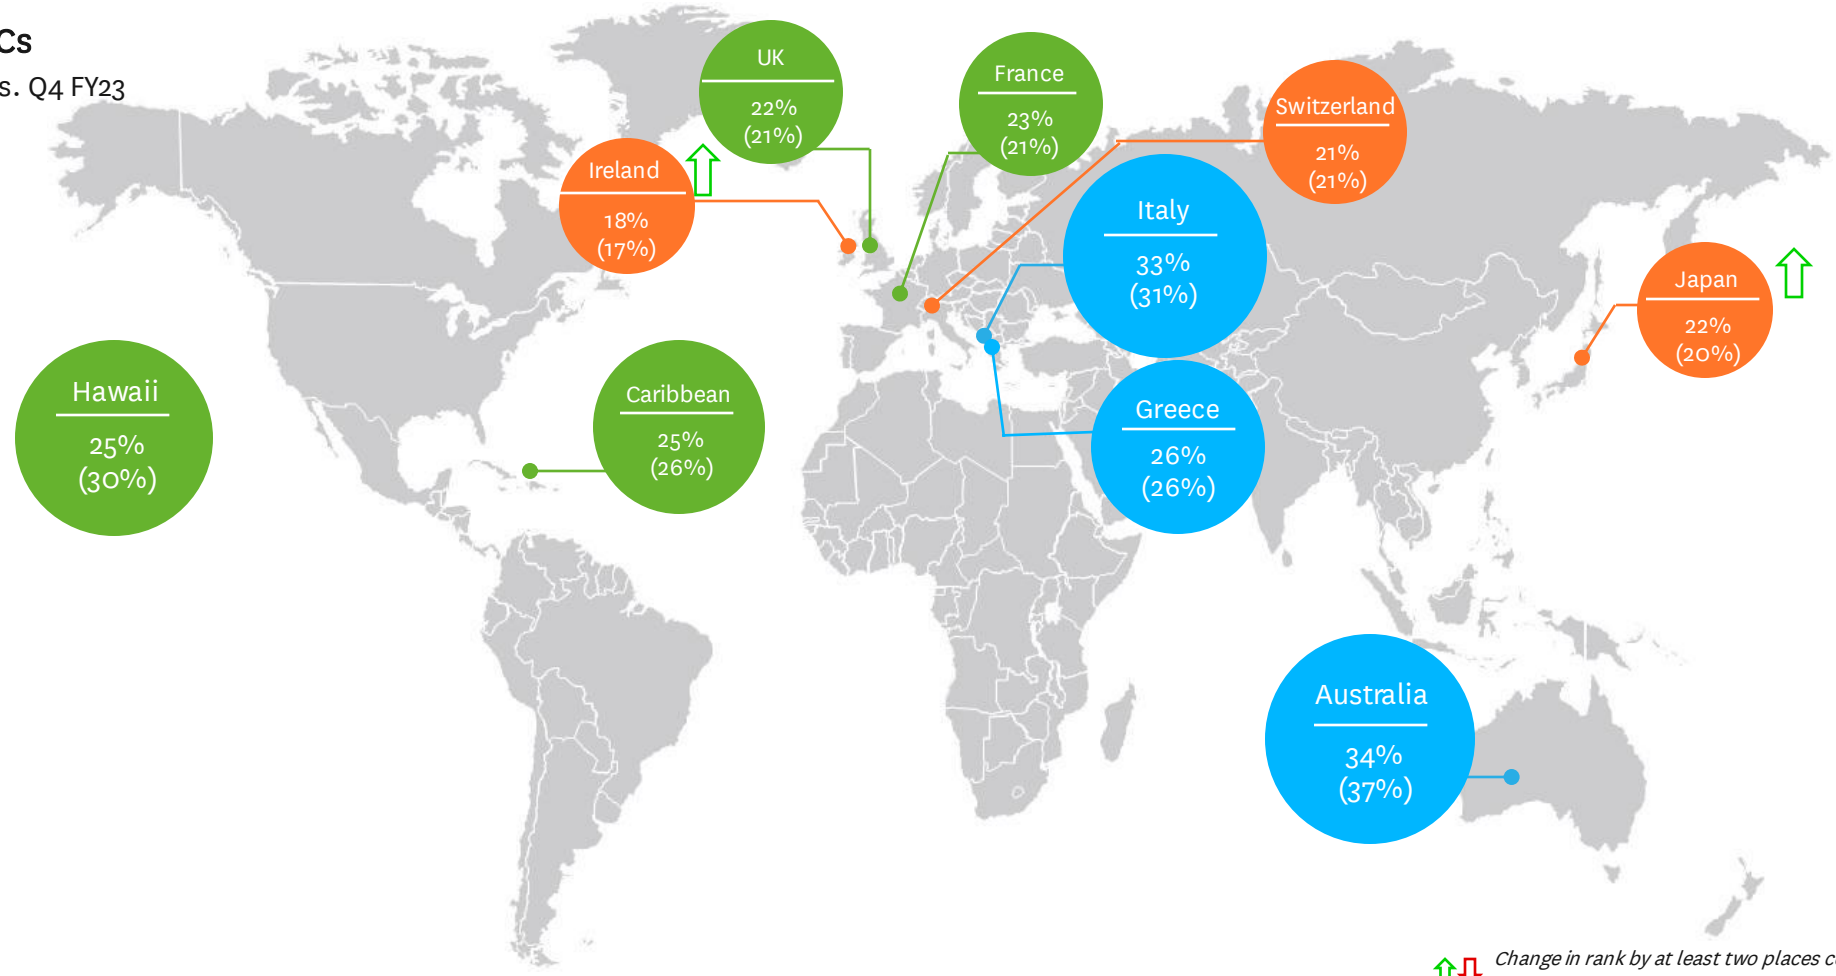 Cs
s. Q4 FY23
UK
22%
(21%)
France
23%
(21%)
Switzerland
21%
(21%)
Ireland
18%
(17%)
Italy
33%
(31%)
Japan
22%
(20%)
Hawaii
25%
(30%)
Caribbean
25%
(26%)
Greece
26%
(26%)
Australia
34%
(37%)
Change in rank by at least two places